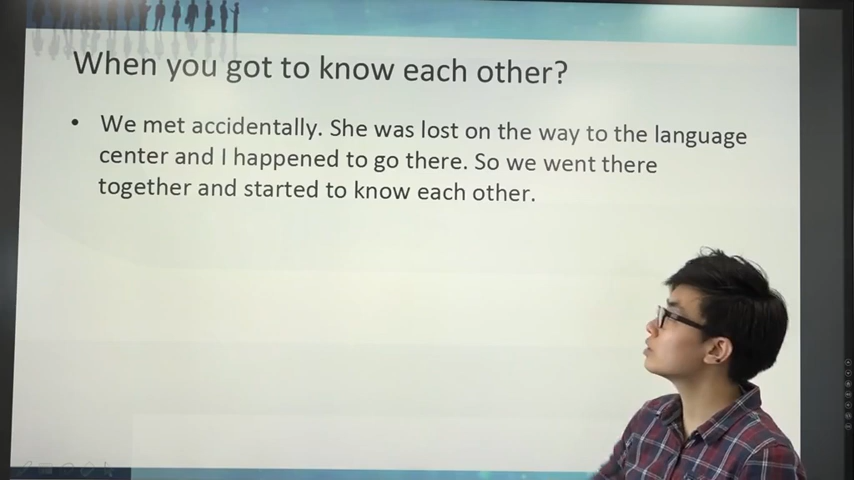 When you got to know each other?
• We met accidentally. She was lost on the way to the language
center and I happened to go there. So we went there
together and started to know each other.